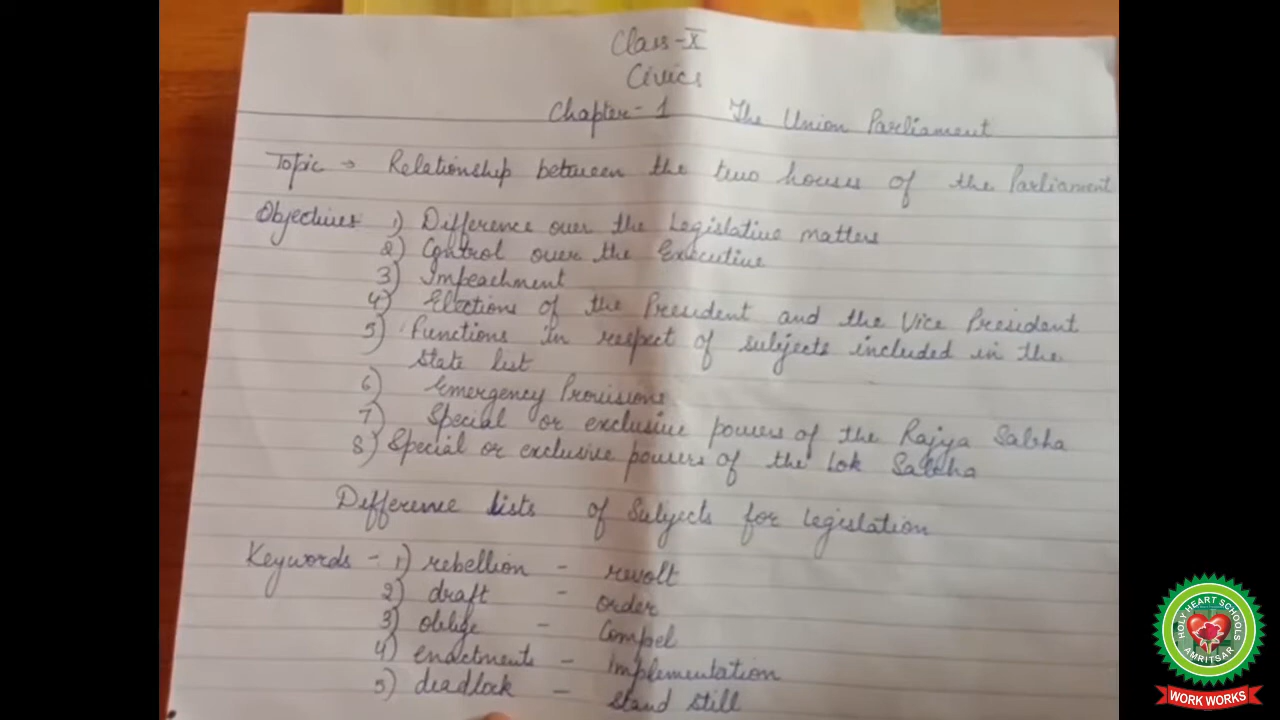 Class-X
Civics
Chapter-1 The Union Parliament
Topic → Relationship between the two houses of the Parliament
Objectives 1) Difference over the Legislative matters
2) Control over the Executive
3) Impeachment
4) Elections of the President and the Vice President
5) Functions in respect of subjects included in the
State list
6) Emergency Provisions
7) Special or exclusive powers of the Rajya Sabha
8) Special or exclusive powers of the Lok Sabha
Difference Lists of Subjects for Legislation
Keywords - 1) rebellion - revolt
2) draft - order
3) oblige - Compel
4) enactments - Implementation
5) deadlock - stand still
HOLY HEART SCHOOLS
AMRITSAR
WORK WORKS